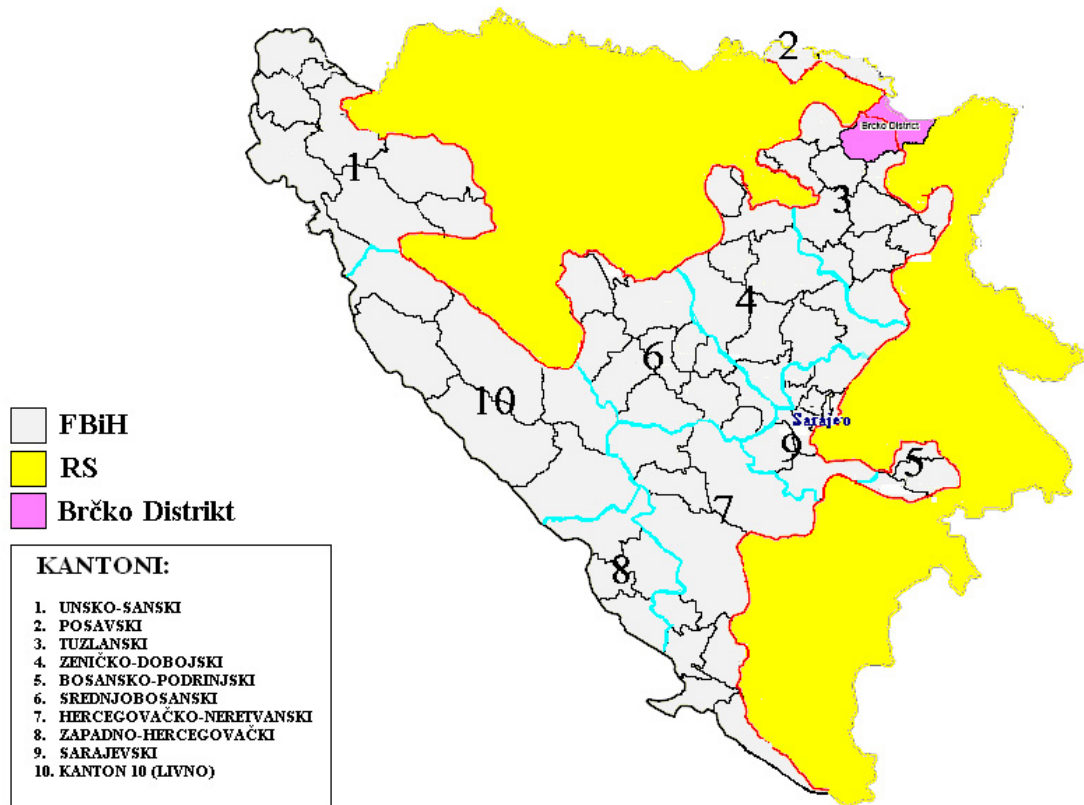 2
Brcko District
1
3
4
6
10
Sarajevo
9
5
7
8
FBiH
RS
Brčko Distrikt
KANTONI:
1. UNSKO-SANSKI
2. POSAVSKI
3. TUZLANSKI
4. ZENIČKO-DOBOJSKI
5. BOSANSKO-PODRINJSKI
6. SREDNJOBOSANSKI
7. HERCEGOVAČKO-NERETVANSKI
8. ZAPADNO-HERCEGOVAČKI
9. SARAJEVSKI
10. KANTON 10 (LIVNO)